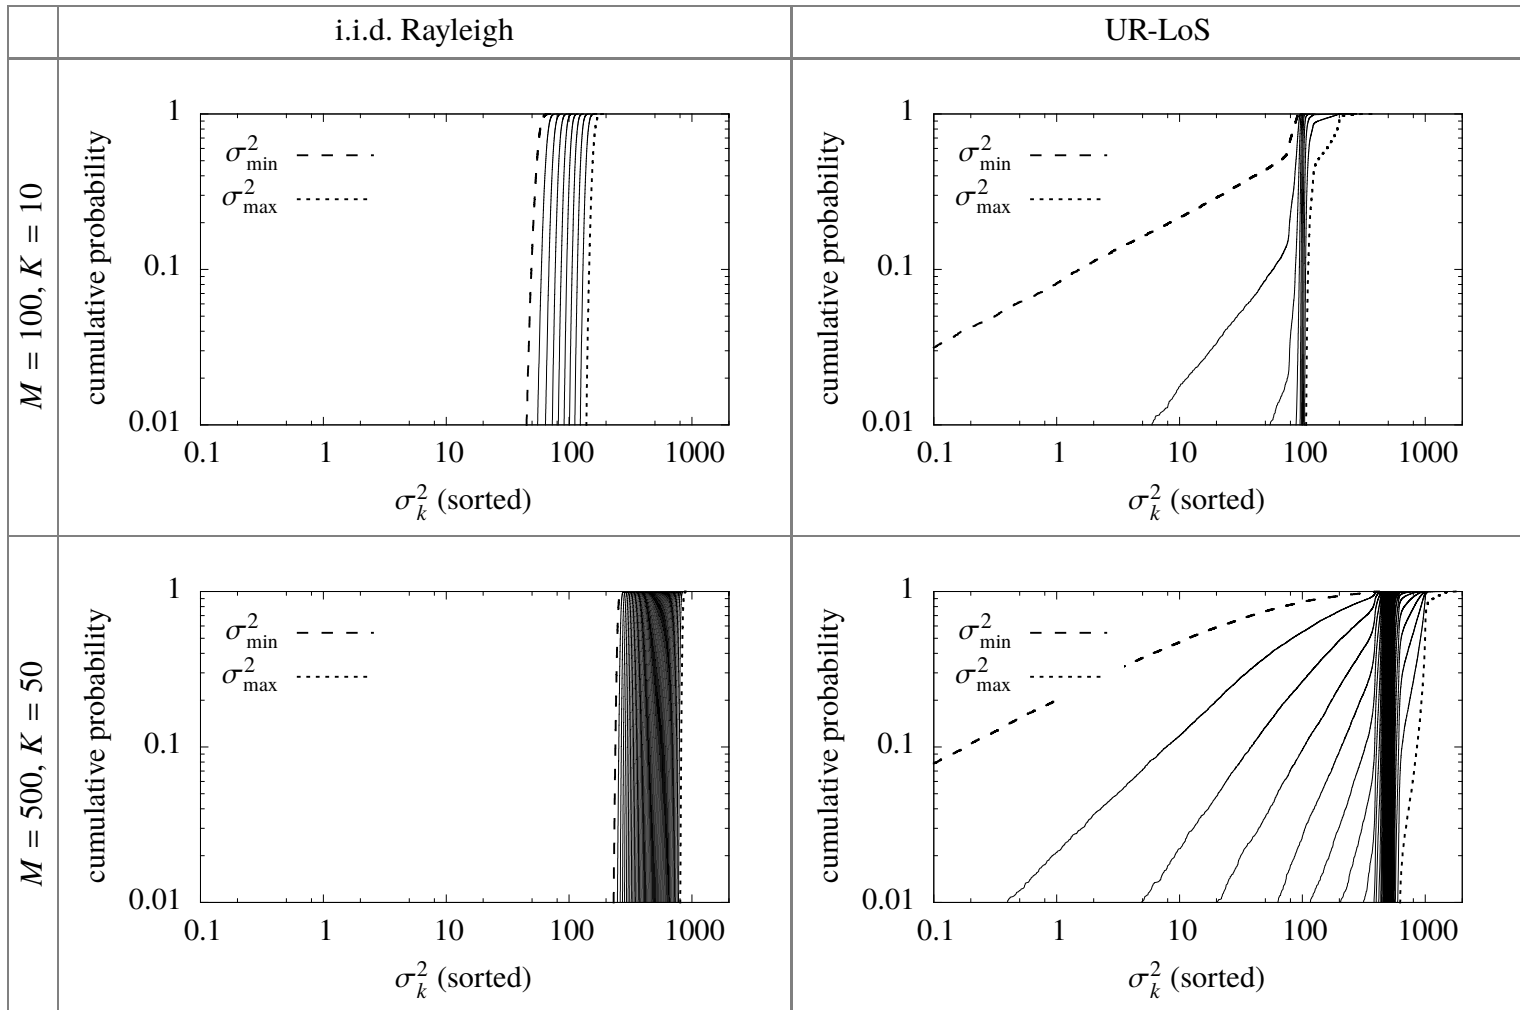 i.i.d. Rayleigh
UR-LoS
M = 100, K = 10
cumulative probability
1
0.1
0.01
σ²min
σ²max
0.1 1 10 100 1000
σ²k (sorted)
cumulative probability
1
0.1
0.01
σ²min
σ²max
0.1 1 10 100 1000
σ²k (sorted)
M = 500, K = 50
cumulative probability
1
0.1
0.01
σ²min
σ²max
0.1 1 10 100 1000
σ²k (sorted)
cumulative probability
1
0.1
0.01
σ²min
σ²max
0.1 1 10 100 1000
σ²k (sorted)